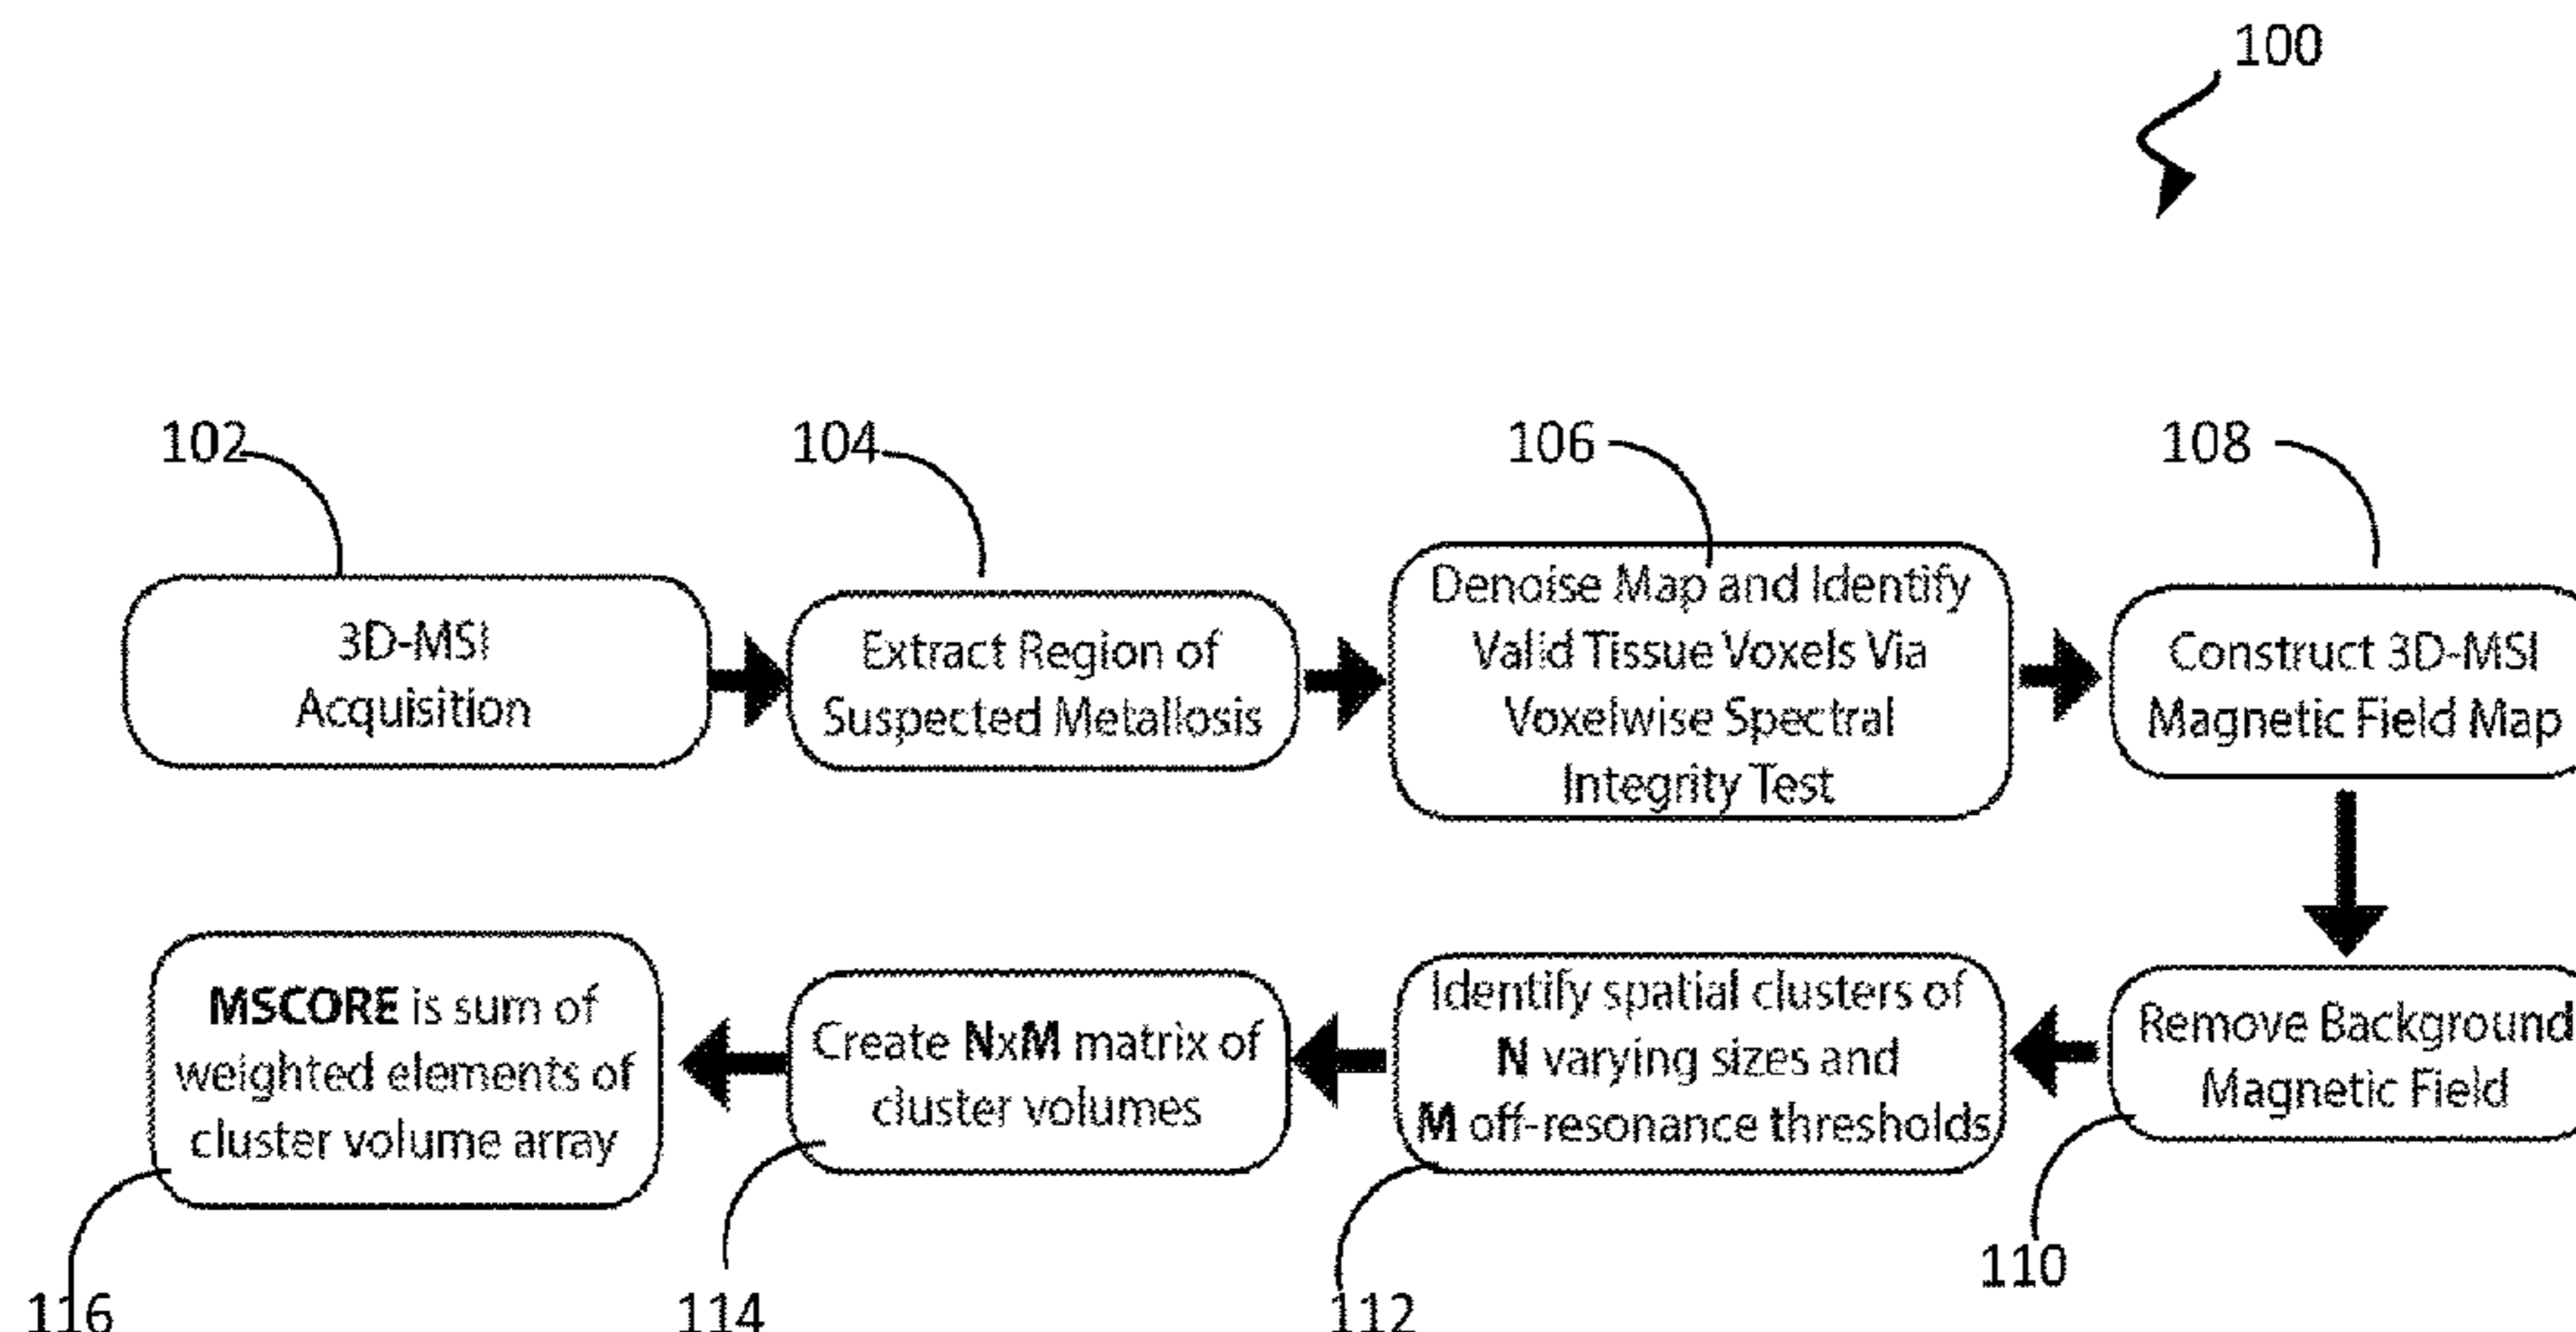 100
102
104
106
108
3D-MSI
Acquisition
Extract Region of
Suspected Metallosis
Denoise Map and Identify
Valid Tissue Voxels Via
Voxelwise Spectral
Integrity Test
Construct 3D-MSI
Magnetic Field Map
MSCORE is sum of
weighted elements of
cluster volume array
Create NxM matrix of
cluster volumes
Identify spatial clusters of
N varying sizes and
M off-resonance thresholds
Remove Background
Magnetic Field
116
114
112
110